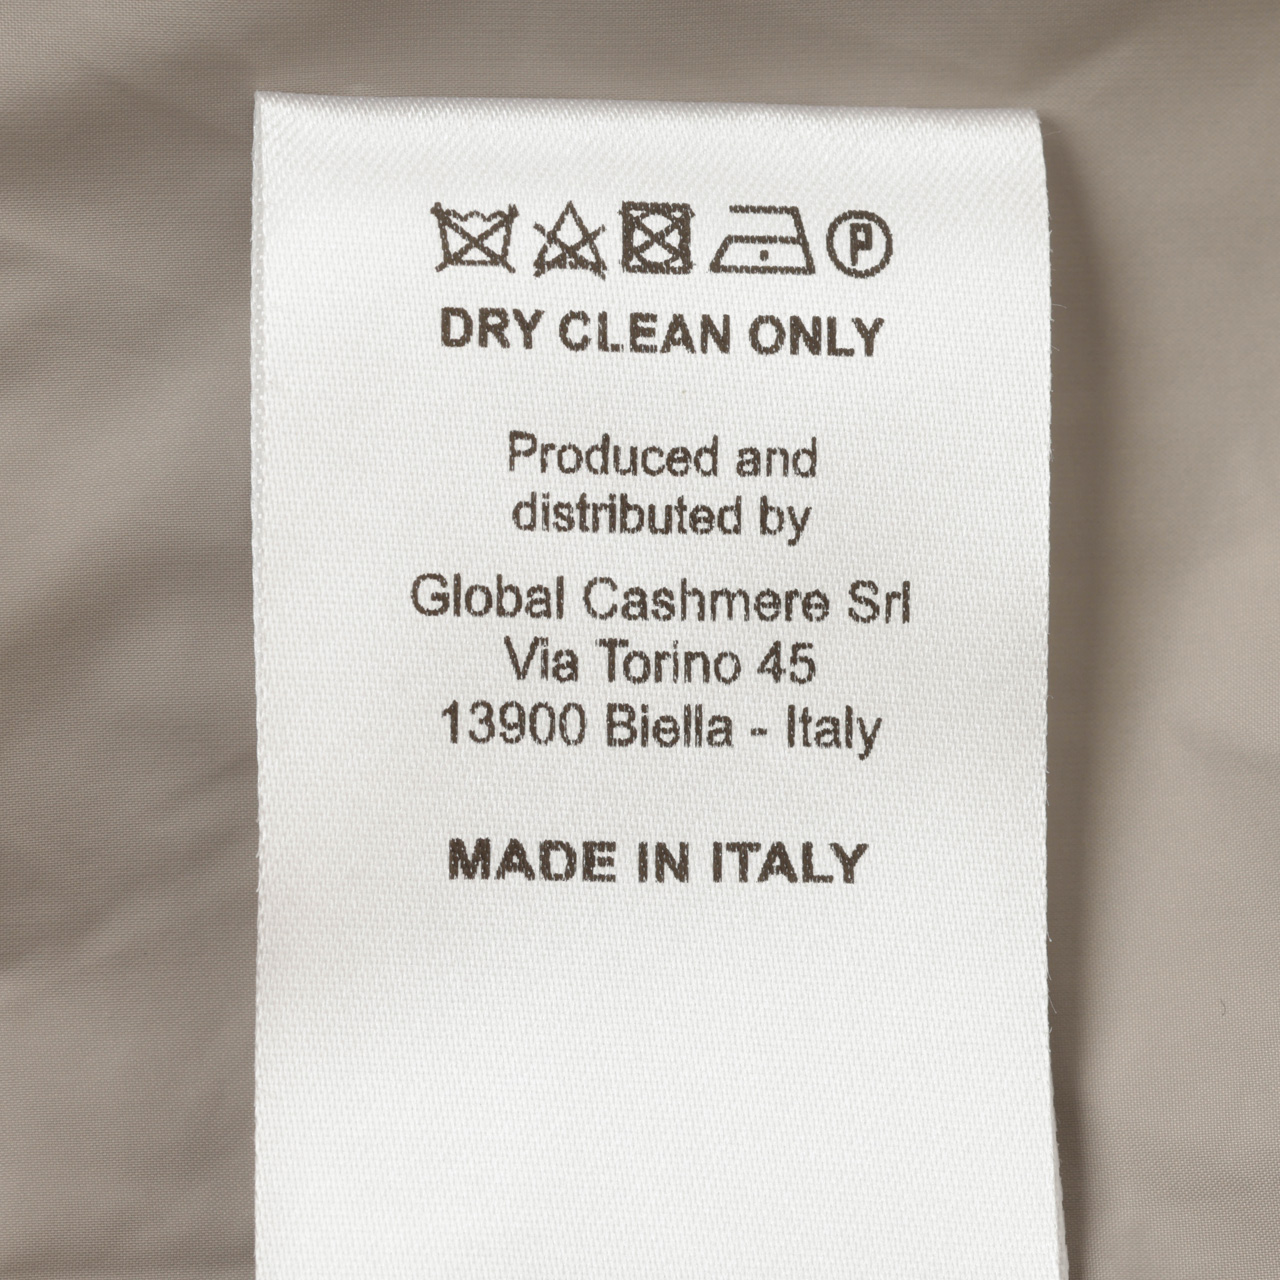 P
DRY CLEAN ONLY
Produced and
distributed by
Global Cashmere Srl
Via Torino 45
13900 Biella - Italy
MADE IN ITALY